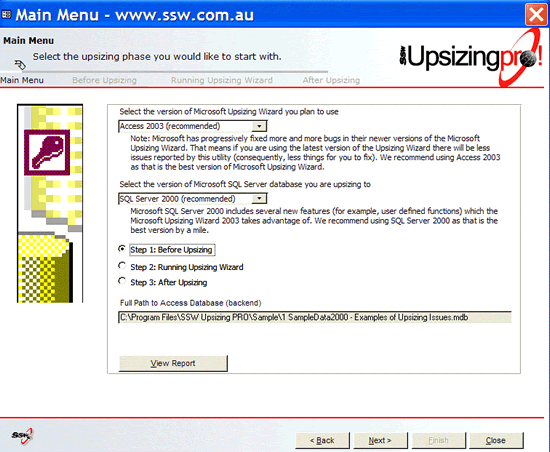 Main Menu - www.ssw.com.au
Main Menu
Select the upsizing phase you would like to start with.
SSW Upsizingpro!
Main Menu Before Upsizing Running Upsizing Wizard After Upsizing
Select the version of Microsoft Upsizing Wizard you plan to use
Access 2003 (recommended)
Note: Microsoft has progressively fixed more and more bugs in their newer versions of the Microsoft
Upsizing Wizard. That means if you are using the latest version of the Upsizing Wizard there will be less
issues reported by this utility (consequently, less things for you to fix). We recommend using Access 2003
as that is the best version of Microsoft Upsizing Wizard.
Select the version of Microsoft SQL Server database you are upsizing to
SQL Server 2000 (recommended)
Microsoft SQL Server 2000 includes several new features (for example, user defined functions) which the
Microsoft Upsizing Wizard 2003 takes advantage of. We recommend using SQL Server 2000 as that is the
best version by a mile.
Step 1: Before Upsizing
Step 2: Running Upsizing Wizard
Step 3: After Upsizing
Full Path to Access Database (backend)
C:\Program Files\SSW Upsizing PRO\Sample\1 SampleData2000 - Examples of Upsizing Issues.mdb
View Report
SSW
< Back Next > Finish Close